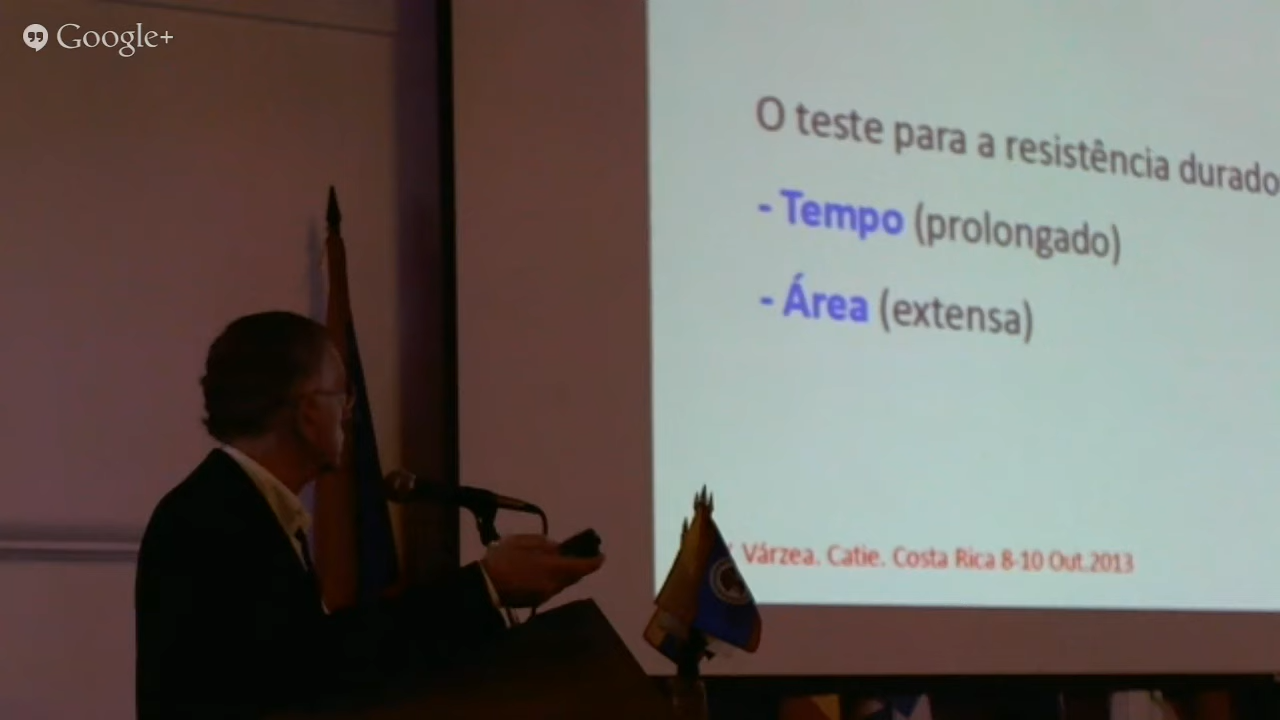 Google+
O teste para a resistência durado
- Tempo (prolongado)
- Área (extensa)
Várzea. Catie. Costa Rica 8-10 Out.2013